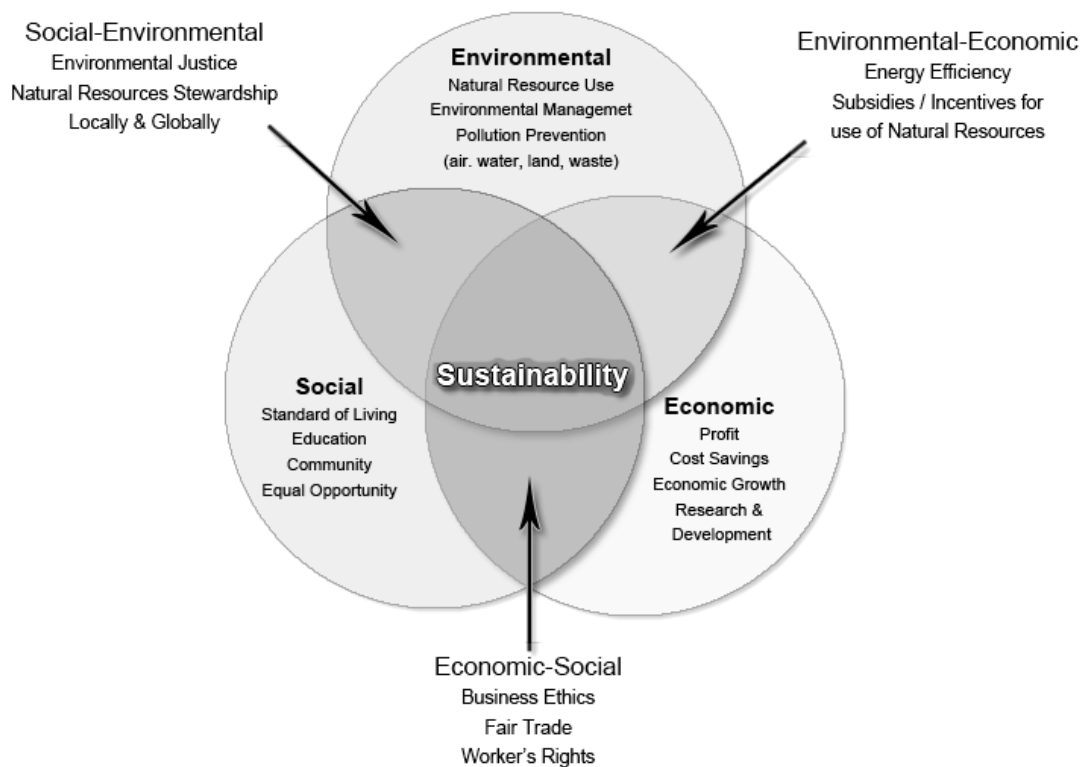 Social-Environmental
Environmental Justice
Natural Resources Stewardship
Locally & Globally
Environmental
Natural Resource Use
Environmental Managemet
Pollution Prevention
(air. water, land, waste)
Environmental-Economic
Energy Efficiency
Subsidies / Incentives for
use of Natural Resources
Sustainability
Social
Standard of Living
Education
Community
Equal Opportunity
Economic
Profit
Cost Savings
Economic Growth
Research &
Development
Economic-Social
Business Ethics
Fair Trade
Worker's Rights